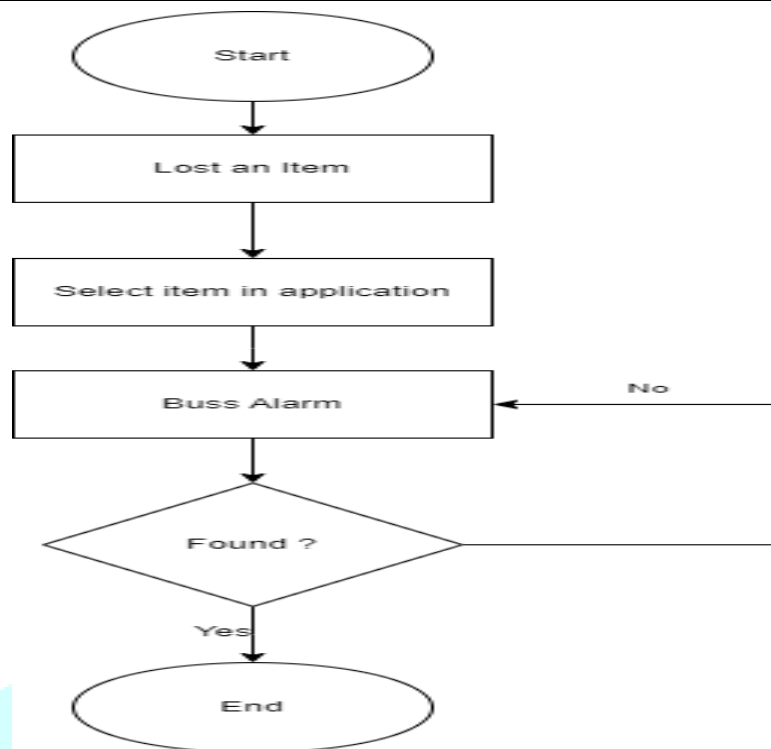 Start
Lost an Item
Select item in application
Buss Alarm
No
Found ?
Yes
End